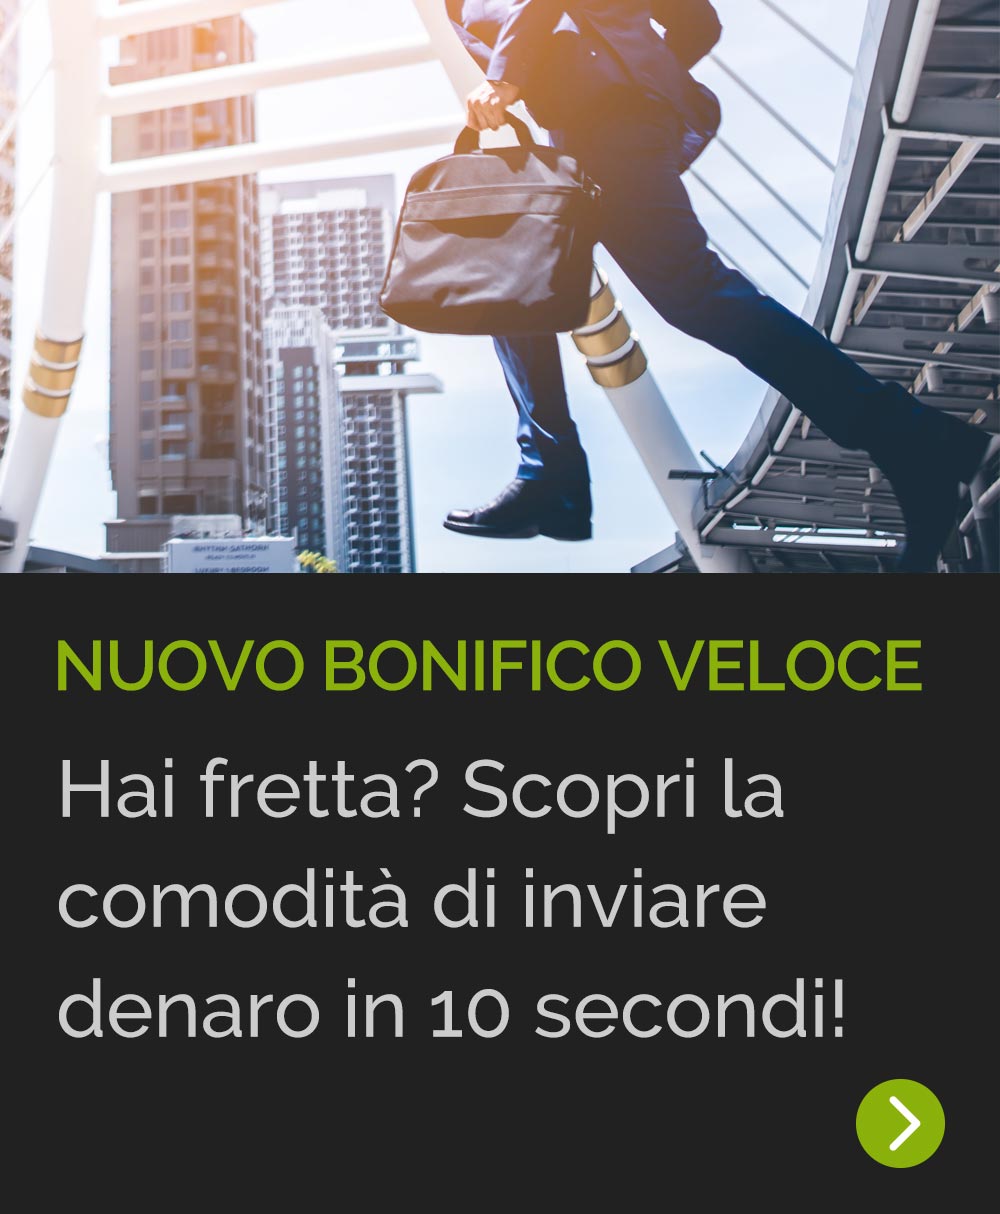 NUOVO BONIFICO VELOCE
Hai fretta? Scopri la
comodità di inviare
denaro in 10 secondi!